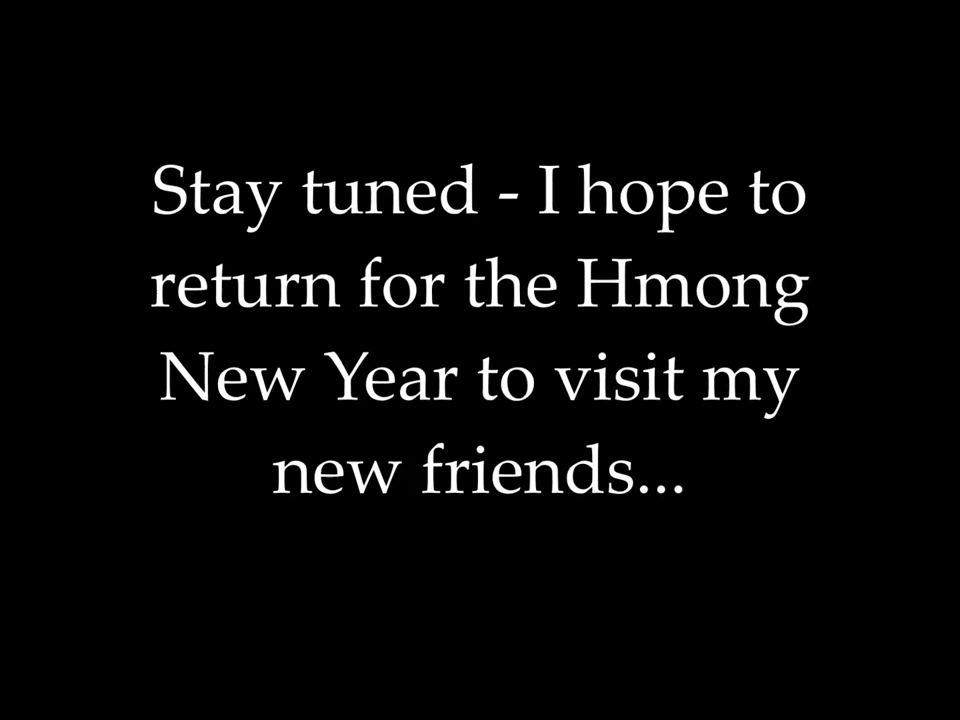 Stay tuned - I hope to
return for the Hmong
New Year to visit my
new friends...